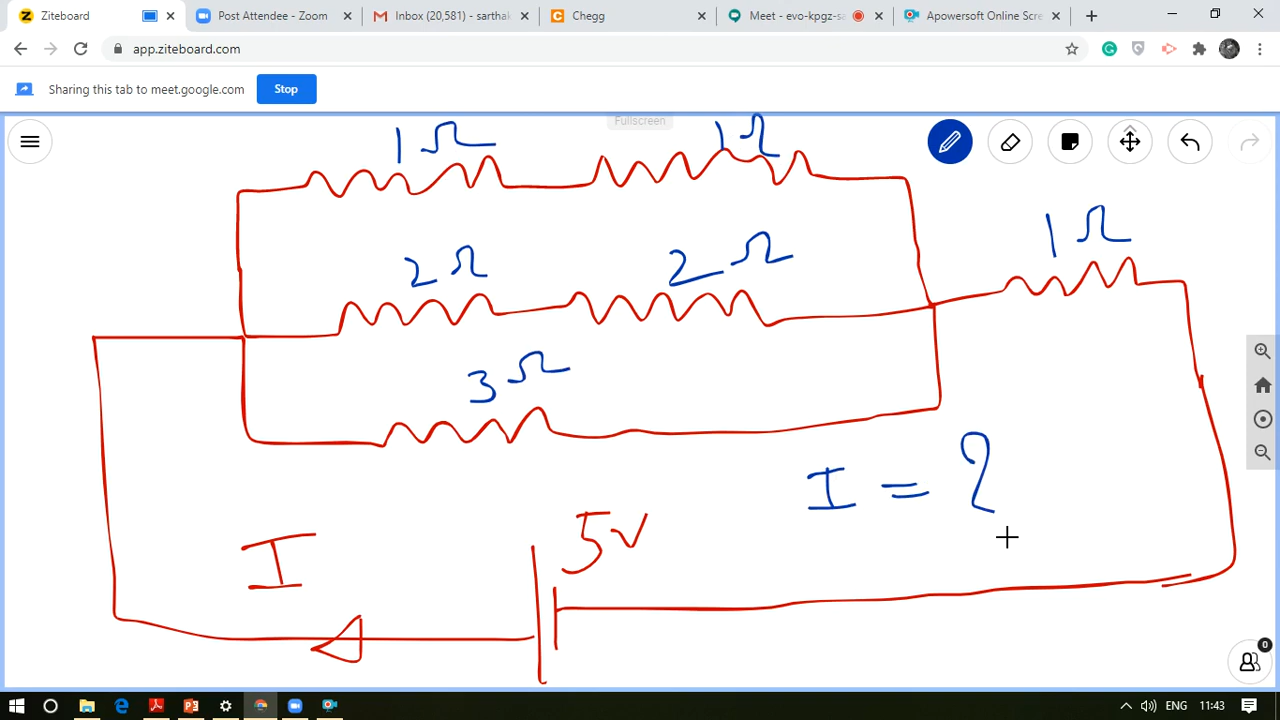 Ziteboard
Post Attendee - Zoom
Inbox (20,581) - sarthak
Chegg
Meet - evo-kpgz-sa
Apowersoft Online Scre
app.ziteboard.com
Sharing this tab to meet.google.com
Stop
Fullscreen
1 Ω
1 Ω
1 Ω
2 Ω
2 Ω
3 Ω
I = ?
5V
I
0
ENG
11:43